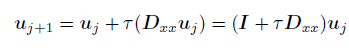 u_{j+1} = u_j + τ(D_{xx}u_j) = (I + τD_{xx})u_j